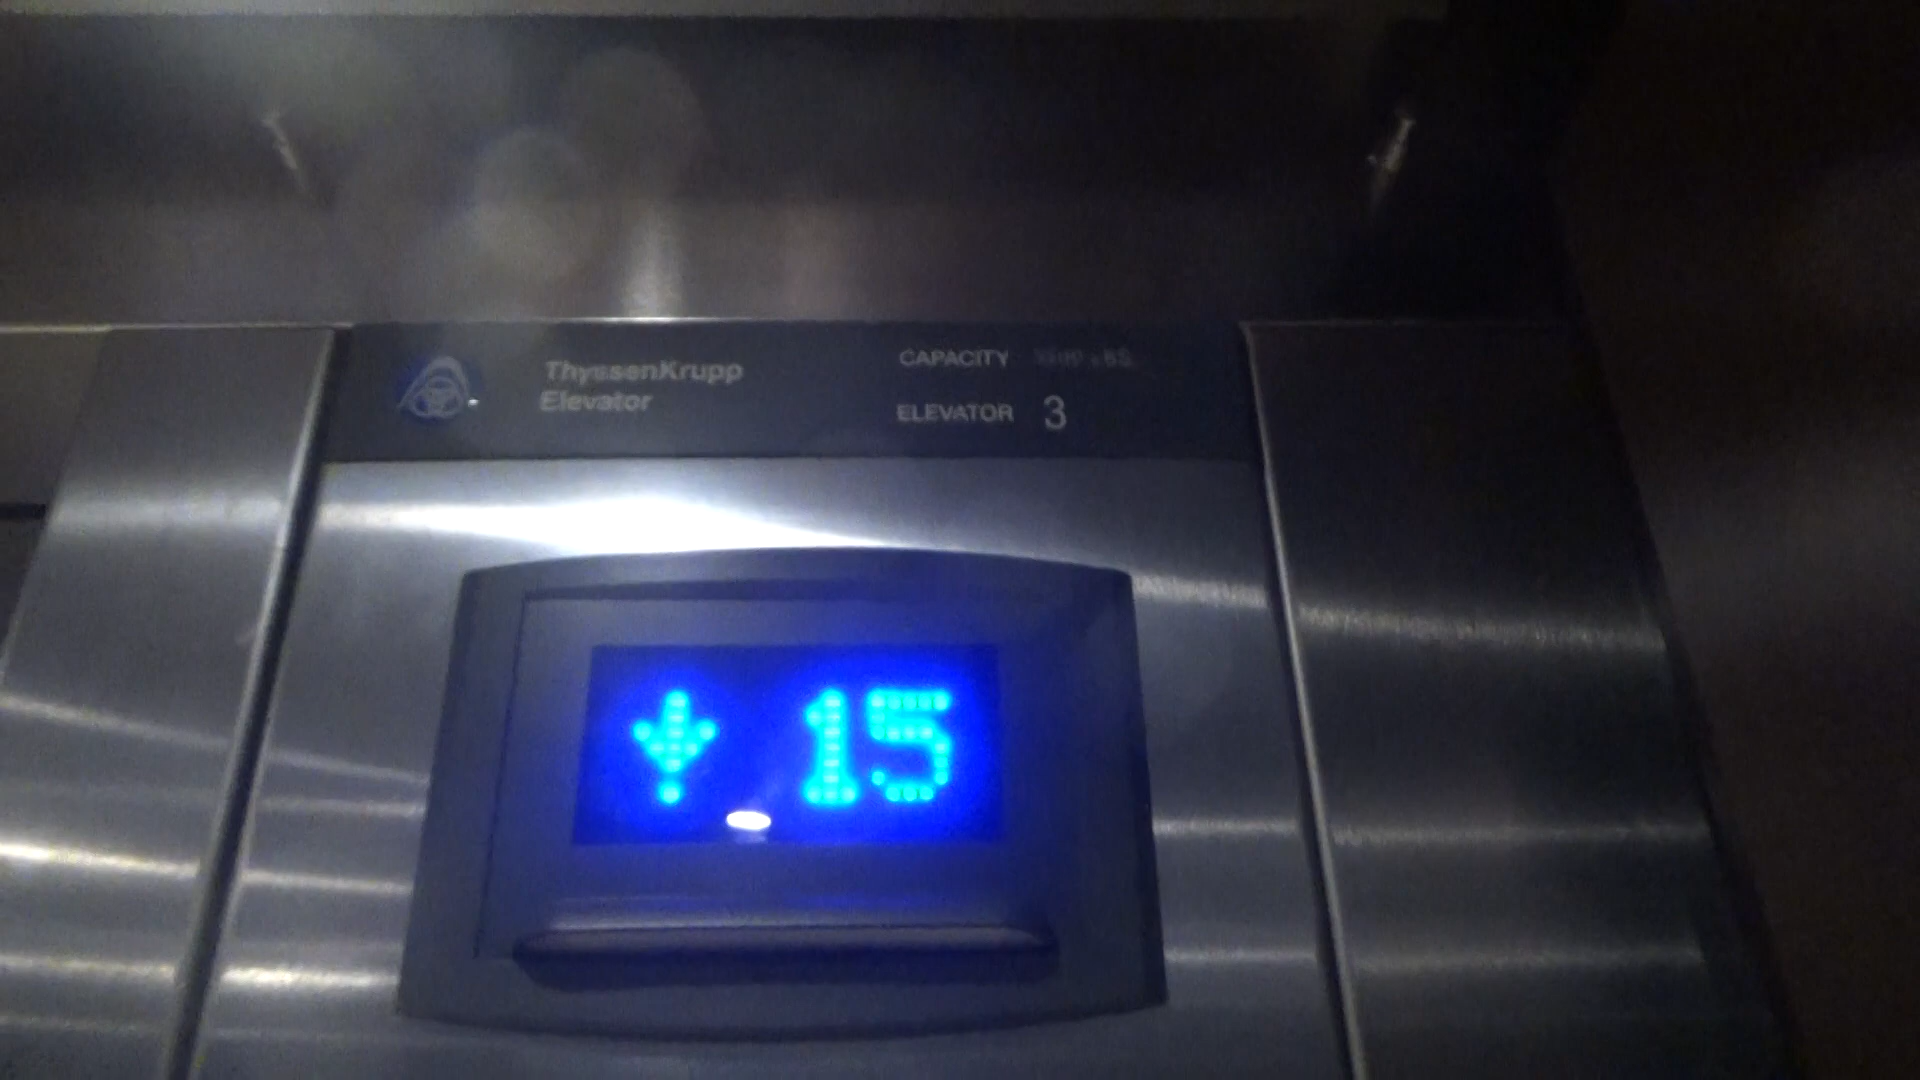 ThyssenKrupp
Elevator
CAPACITY
ELEVATOR 3
15